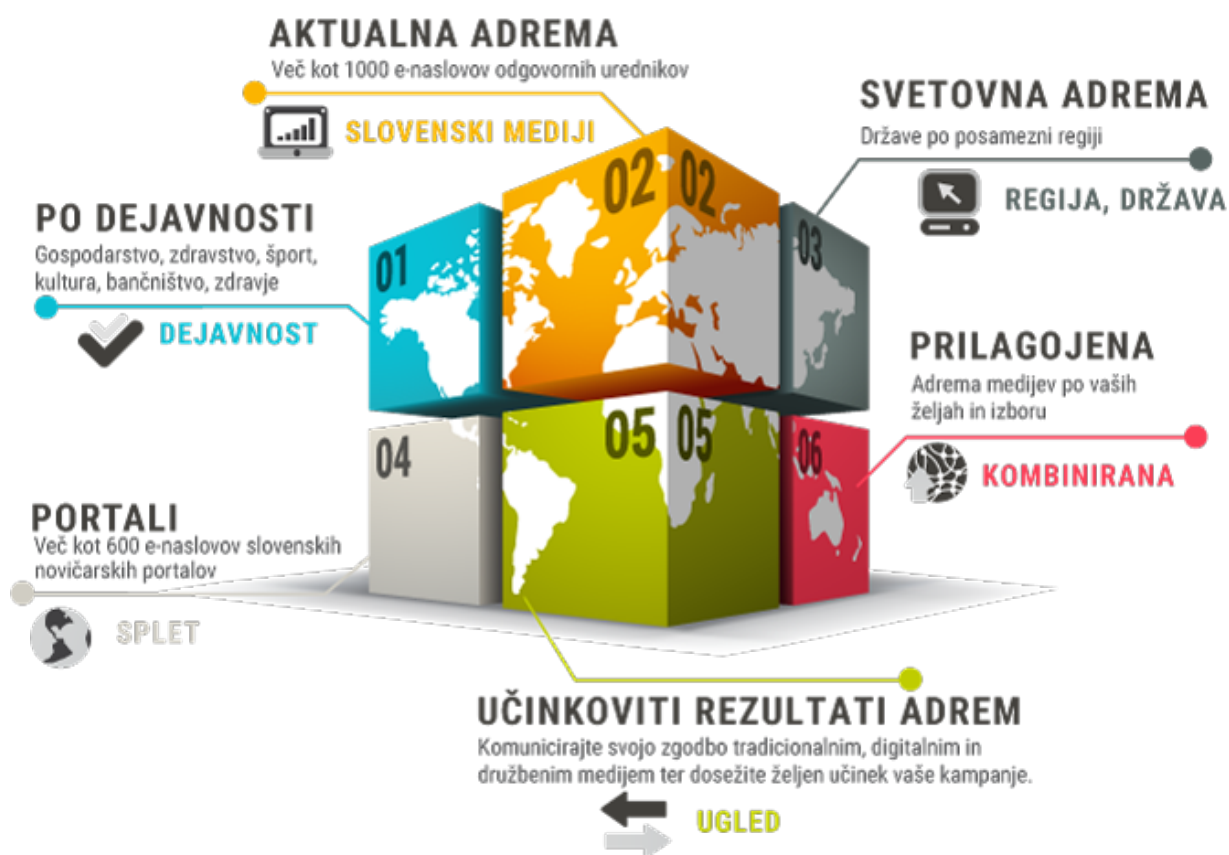 AKTUALNA ADREMA
Več kot 1000 e-naslovov odgovornih urednikov
SLOVENSKI MEDIJI
SVETOVNA ADREMA
Države po posamezni regiji
REGIJA, DRŽAVA
PO DEJAVNOSTI
Gospodarstvo, zdravstvo, šport,
kultura, bančništvo, zdravje
DEJAVNOST
01
02
02
03
PRILAGOJENA
Adrema medijev po vaših
željah in izboru
KOMBINIRANA
04
05
05
06
PORTALI
Več kot 600 e-naslovov slovenskih
novičarskih portalov
SPLET
UČINKOVITI REZULTATI ADREM
Komunicirajte svojo zgodbo tradicionalnim, digitalnim in
družbenim medijem ter dosežite željen učinek vaše kampanje.
UGLED